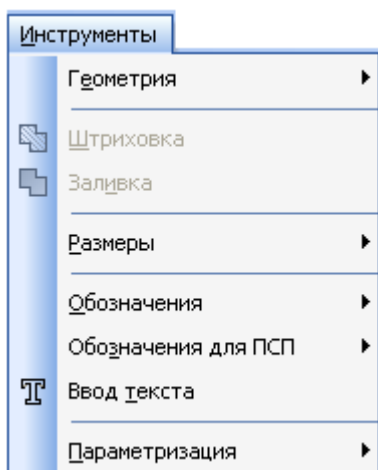 Инструменты
Геометрия
Штриховка
Заливка
Размеры
Обозначения
Обозначения для ПСП
Ввод текста
Параметризация